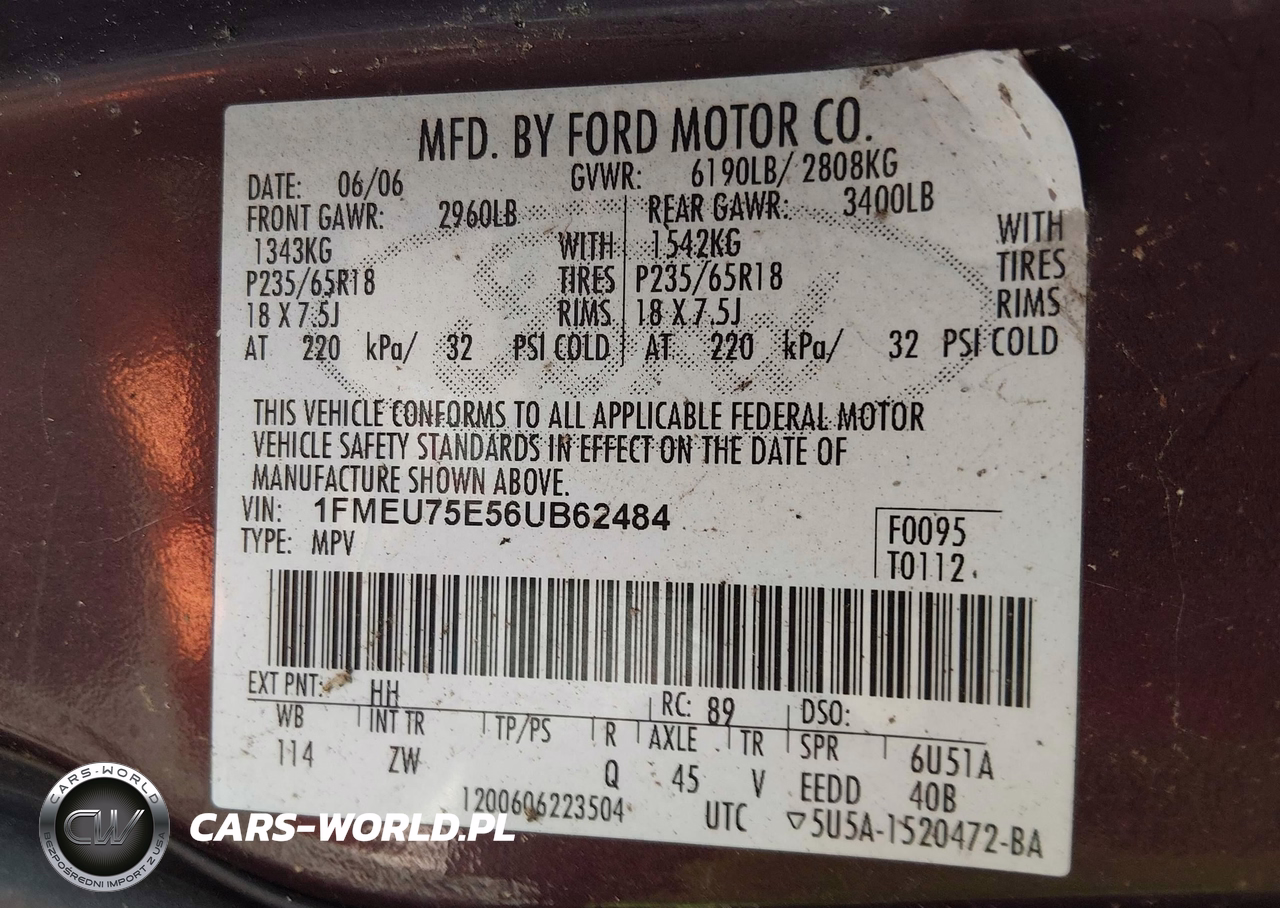 MFD. BY FORD MOTOR CO.
DATE: 06/06 GVWR: 6190LB/ 2808KG
FRONT GAWR: 2960LB REAR GAWR: 3400LB
1343KG WITH 1542KG WITH
P235/65R18 TIRES P235/65R18 TIRES
18 X 7.5J RIMS 18 X 7.5J RIMS
AT 220 kPa/ 32 PSI COLD AT 220 kPa/ 32 PSI COLD
THIS VEHICLE CONFORMS TO ALL APPLICABLE FEDERAL MOTOR
VEHICLE SAFETY STANDARDS IN EFFECT ON THE DATE OF
MANUFACTURE SHOWN ABOVE.
VIN: 1FMEU75E56UB62484
F0095
TYPE: MPV
T0112
EXT PNT: HH RC: 89 DSO:
WB INT TR TP/PS R AXLE TR SPR 6U51A
114 ZW Q 45 V EEDD 40B
1200606223504 UTC ▽5U5A-1520472-BA
CARS-WORLD
CW
BEZPOŚREDNI IMPORT Z USA
CARS-WORLD.PL